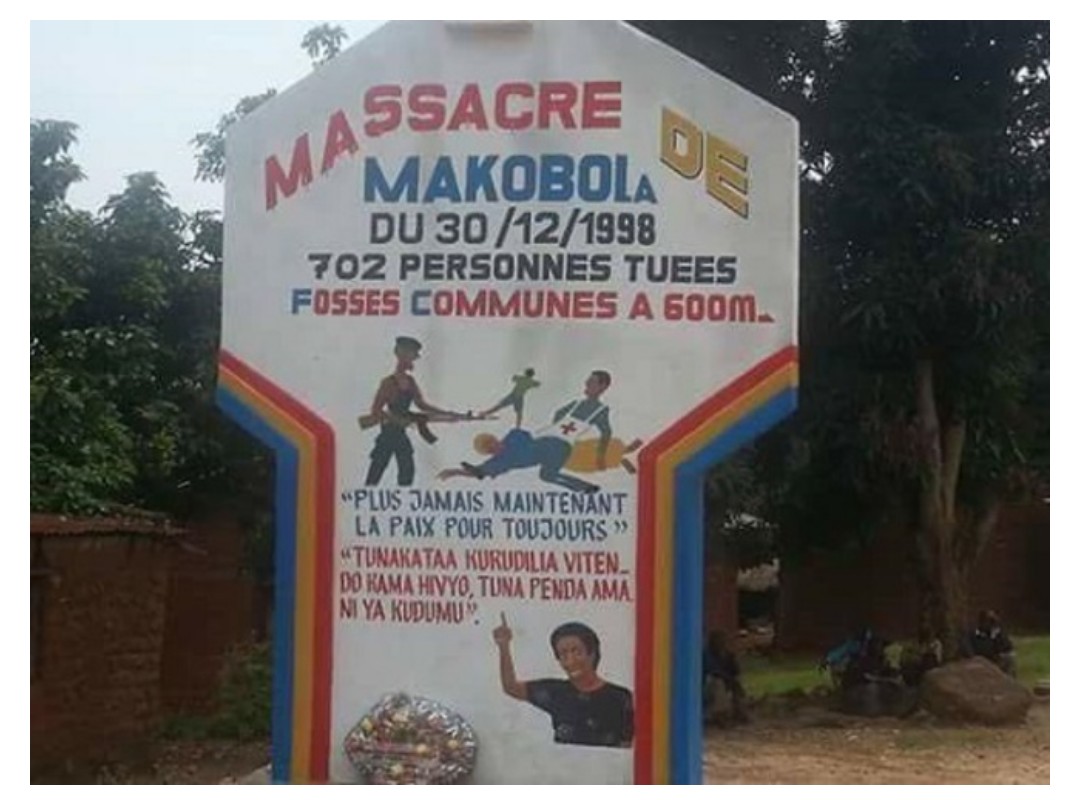 MASSACRE DE
MAKOBOLA
DU 30/12/1998
702 PERSONNES TUEES
FOSSES COMMUNES A 600M_
"PLUS JAMAIS MAINTENANT
LA PAIX POUR TOUJOURS"
"TUNAKATAA KURUDILIA VITEN_
DO KAMA HIVYO, TUNA PENDA AMA
NI YA KUDUMU".